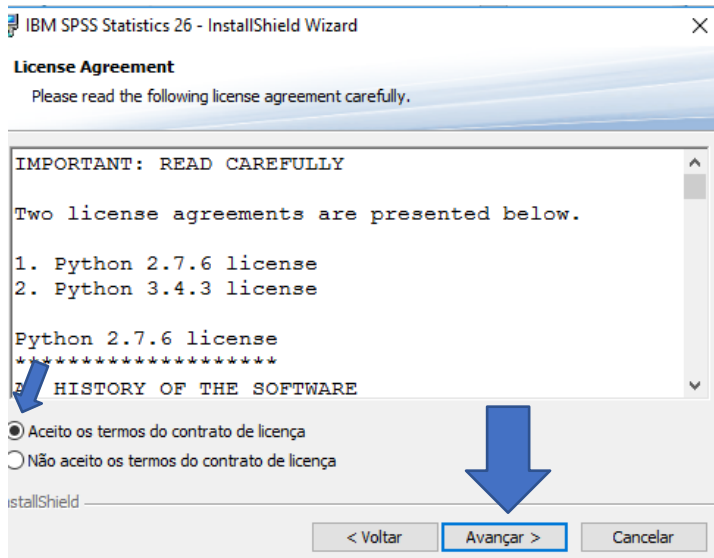 IBM SPSS Statistics 26 - InstallShield Wizard
License Agreement
Please read the following license agreement carefully.
IMPORTANT: READ CAREFULLY
Two license agreements are presented below.
1. Python 2.7.6 license
2. Python 3.4.3 license
Python 2.7.6 license
********************
HISTORY OF THE SOFTWARE
Aceito os termos do contrato de licença
Não aceito os termos do contrato de licença
stallShield
< Voltar
Avançar >
Cancelar